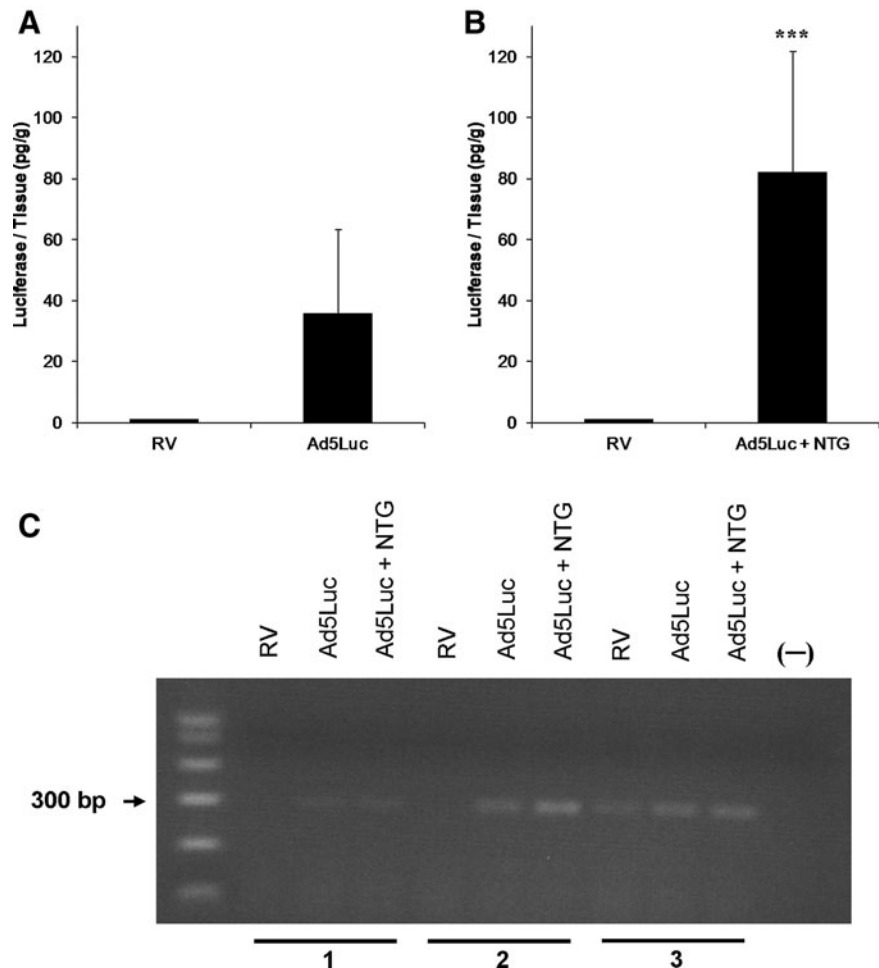 A
Luciferase / Tissue (pg/g)
120
100
80
60
40
20
0
RV
Ad5Luc
B
Luciferase / Tissue (pg/g)
120
100
80
60
40
20
0
***
RV
Ad5Luc + NTG
C
RV
Ad5Luc
Ad5Luc + NTG
RV
Ad5Luc
Ad5Luc + NTG
RV
Ad5Luc
Ad5Luc + NTG
(—)
300 bp
1
2
3